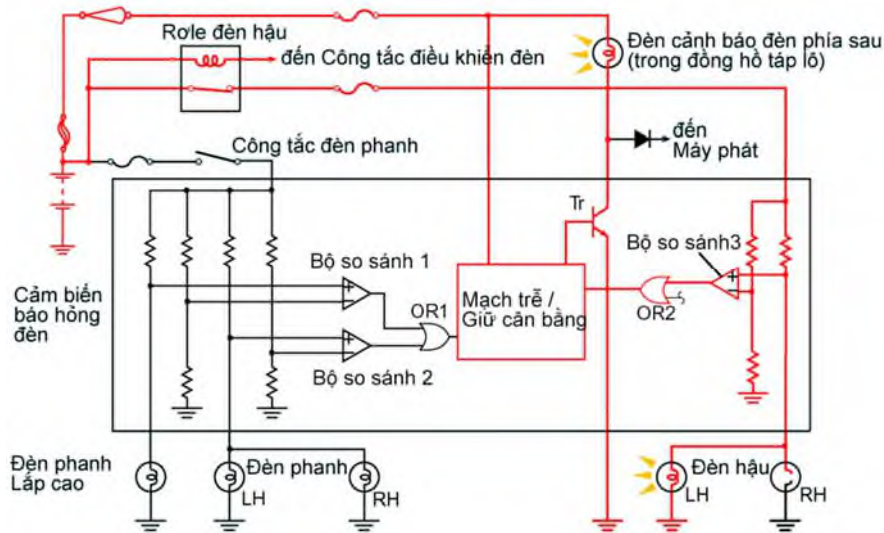 Rơle đèn hậu
đến Công tắc điều khiển đèn
Đèn cảnh báo đèn phía sau
(trong đồng hồ táp lô)
Công tắc đèn phanh
đến
Máy phát
Tr
Bộ so sánh 1
Bộ so sánh3
Cảm biến
báo hỏng
đèn
OR1
Mạch trễ /
Giữ cân bằng
OR2
Bộ so sánh 2
Đèn phanh
Lắp cao
Đèn phanh
LH
RH
Đèn hậu
LH
RH